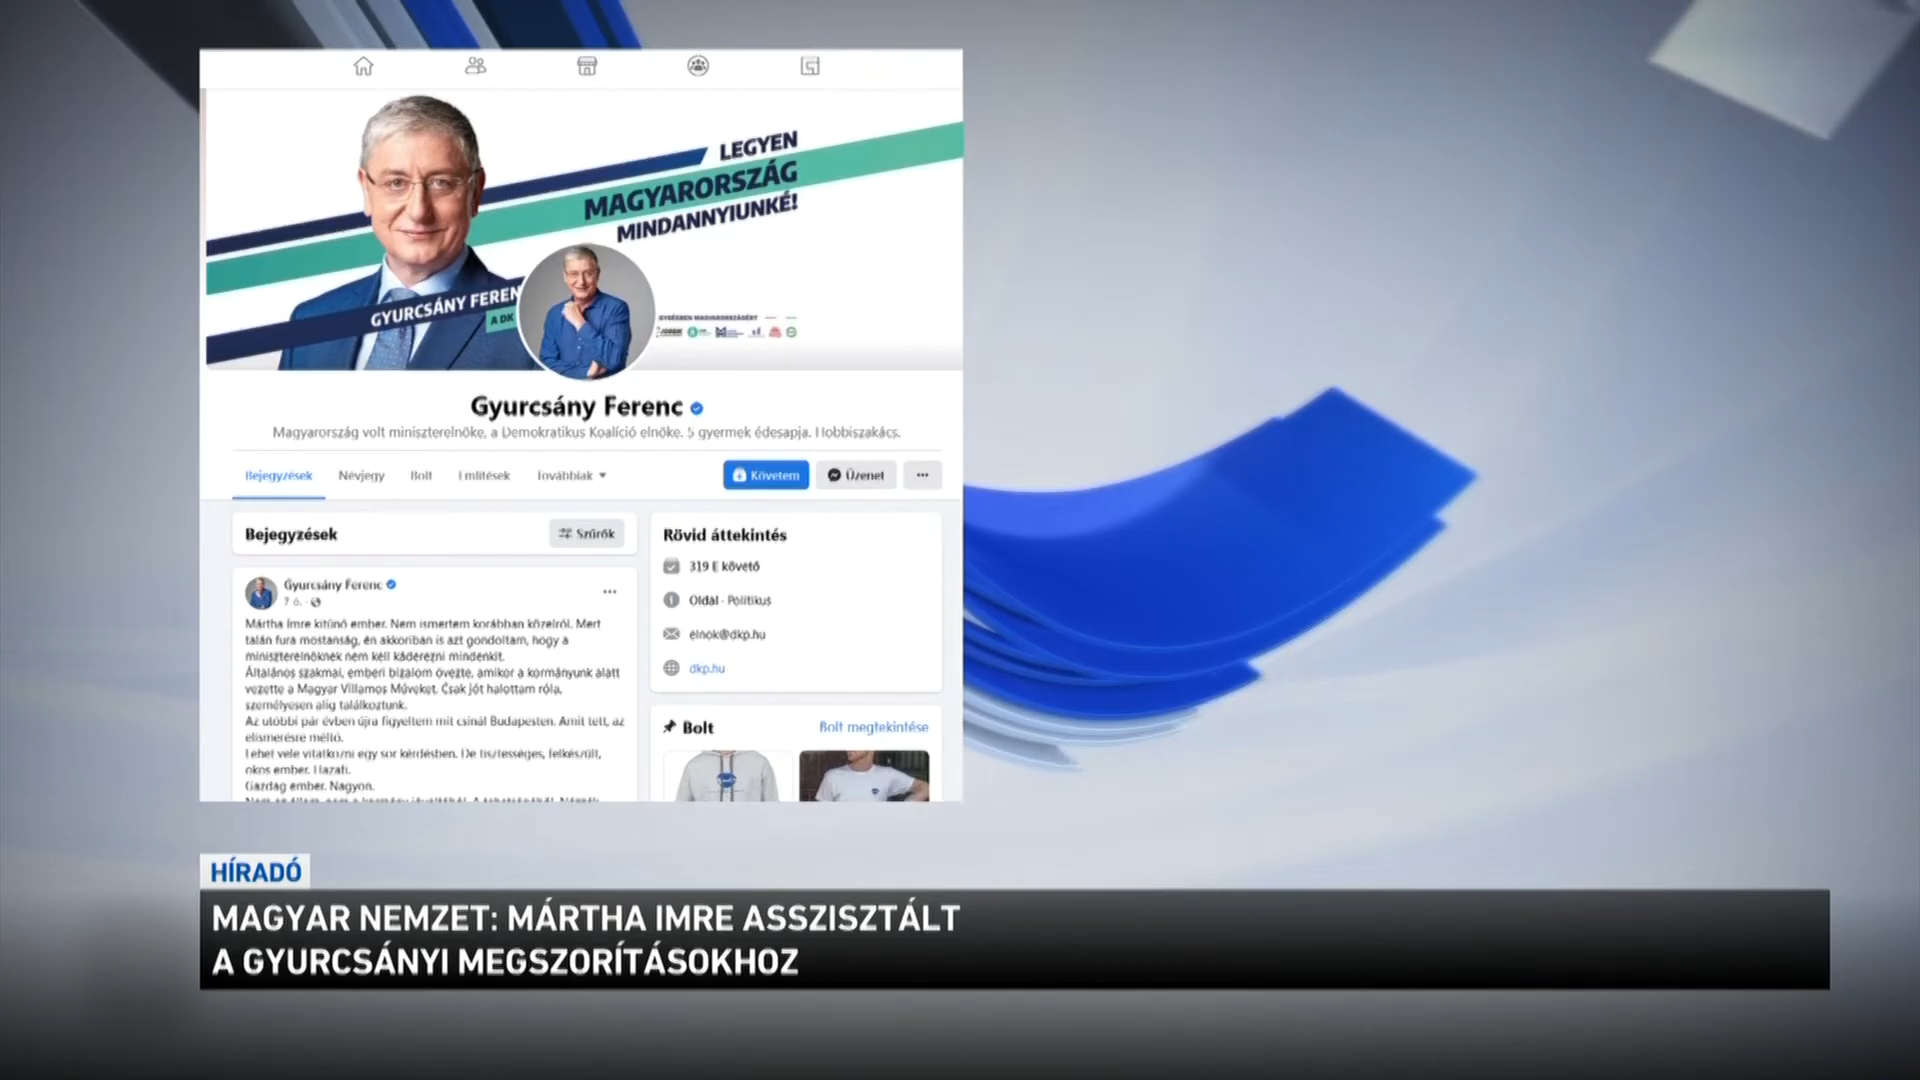 LEGYEN
MAGYARORSZÁG
MINDANNYIUNKÉ!
GYURCSÁNY FEREN
A DK
Gyurcsány Ferenc
Magyarország volt miniszterelnöke, a Demokratikus Koalíció elnöke. 5 gyermek édesapja. Hobbiszakács.
Bejegyzések Névjegy Bolt Említések Továbbiak
Követem Üzenet
Bejegyzések
Szűrők
Gyurcsány Ferenc
7 ó.
Mártha Imre kitűnő ember. Nem ismertem korábban közelről. Mert
talán fura mostanság, én akkoriban is azt gondoltam, hogy a
miniszterelnöknek nem kell káderezni mindenkit.
Általános szakmai, emberi bizalom övezte, amikor a kormányunk alatt
vezette a Magyar Villamos Műveket. Csak jót hallottam róla,
személyesen alig találkoztunk.
Az utóbbi pár évben újra figyeltem mit csinál Budapesten. Amit tett, az
elismerésre méltó.
Lehet vele vitatkozni egy sor kérdésben. De tisztességes, felkészült,
okos ember. Hazafi.
Gazdag ember. Nagyon.
Rövid áttekintés
319 E követő
Oldal · Politikus
elnok@dkp.hu
dkp.hu
Bolt
Bolt megtekintése
HÍRADÓ
MAGYAR NEMZET: MÁRTHA IMRE ASSZISZTÁLT
A GYURCSÁNYI MEGSZORÍTÁSOKHOZ